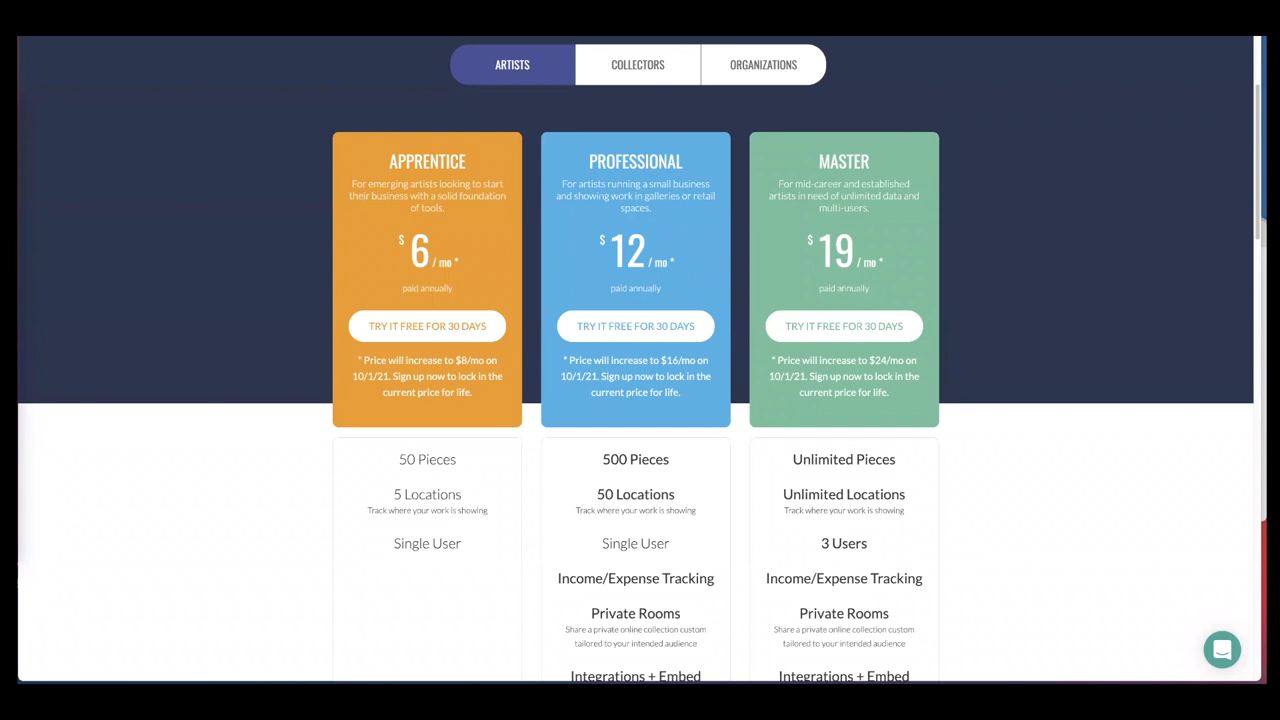 ARTISTS
COLLECTORS
ORGANIZATIONS
APPRENTICE
For emerging artists looking to start
their business with a solid foundation
of tools.
$ 6 / mo *
paid annually
TRY IT FREE FOR 30 DAYS
* Price will increase to $8/mo on
10/1/21. Sign up now to lock in the
current price for life.
50 Pieces
5 Locations
Track where your work is showing
Single User
PROFESSIONAL
For artists running a small business
and showing work in galleries or retail
spaces.
$ 12 / mo *
paid annually
TRY IT FREE FOR 30 DAYS
* Price will increase to $16/mo on
10/1/21. Sign up now to lock in the
current price for life.
500 Pieces
50 Locations
Track where your work is showing
Single User
Income/Expense Tracking
Private Rooms
Share a private online collection custom
tailored to your intended audience
Integrations + Embed
MASTER
For mid-career and established
artists in need of unlimited data and
multi-users.
$ 19 / mo *
paid annually
TRY IT FREE FOR 30 DAYS
* Price will increase to $24/mo on
10/1/21. Sign up now to lock in the
current price for life.
Unlimited Pieces
Unlimited Locations
Track where your work is showing
3 Users
Income/Expense Tracking
Private Rooms
Share a private online collection custom
tailored to your intended audience
Integrations + Embed